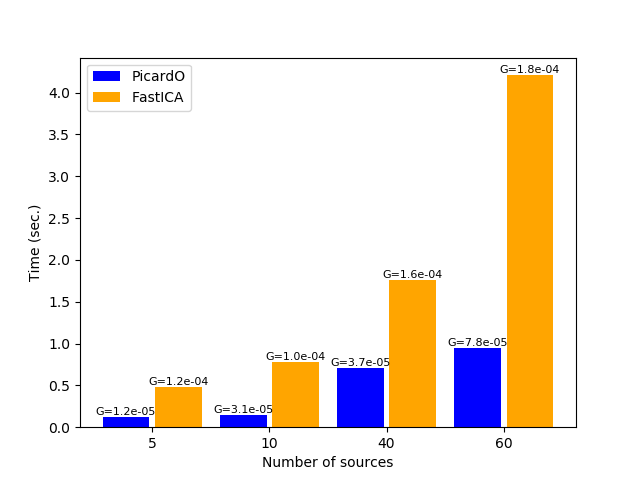 PicardO
FastICA
G=1.8e-04
G=1.6e-04
G=7.8e-05
G=1.0e-04
G=3.7e-05
G=1.2e-04
G=1.2e-05
G=3.1e-05
4.0
3.5
3.0
2.5
2.0
1.5
1.0
0.5
0.0
Time (sec.)
5 10 40 60
Number of sources